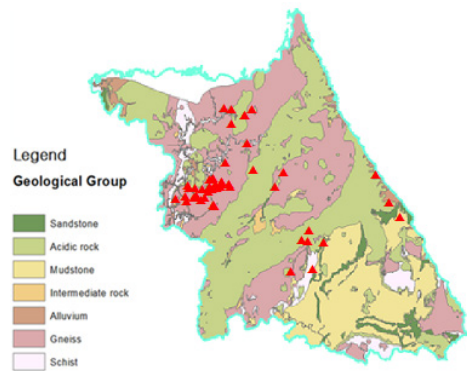 Legend
Geological Group
Sandstone
Acidic rock
Mudstone
Intermediate rock
Alluvium
Gneiss
Schist